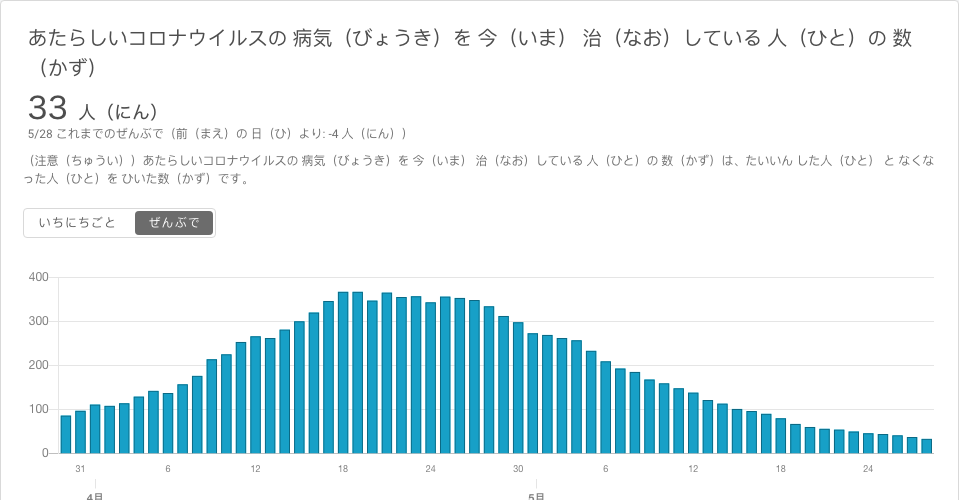 あたらしいコロナウイルスの 病気（びょうき）を 今（いま） 治（なお）している 人（ひと）の 数
（かず）
33 人（にん）
5/28 これまでのぜんぶで（前（まえ）の 日（ひ）より: -4 人（にん））
（注意（ちゅうい））あたらしいコロナウイルスの 病気（びょうき）を 今（いま） 治（なお）している 人（ひと）の 数（かず）は、たいいん した人（ひと） と なくな
った人（ひと）を ひいた数（かず）です。
いちにちごと ぜんぶで
400
300
200
100
0
31 6 12 18 24 30 6 12 18 24
4月 5月